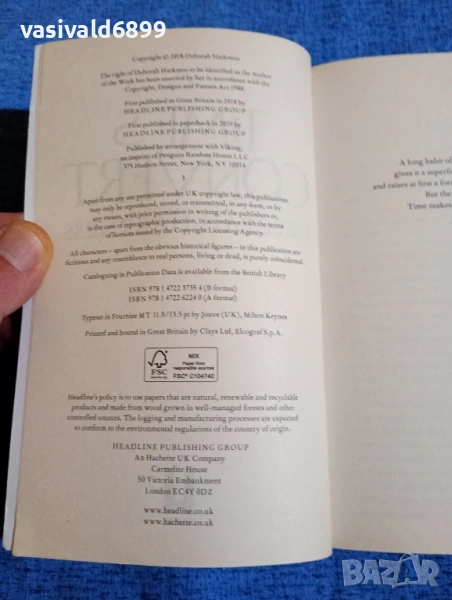 vasivald6899
Copyright © 2018 Deborah Harkness
The right of Deborah Harkness to be identified as the Author
of the Work has been asserted by her in accordance with the
Copyright, Designs and Patents Act 1988.
First published in Great Britain in 2018 by
HEADLINE PUBLISHING GROUP
First published in paperback in 2019 by
HEADLINE PUBLISHING GROUP
Published by arrangement with Viking,
an imprint of Penguin Random House LLC
375 Hudson Street, New York, NY 10014
3
Apart from any use permitted under UK copyright law, this publication
may only be reproduced, stored, or transmitted, in any form, or by
any means, with prior permission in writing of the publishers or,
in the case of reprographic production, in accordance with the terms
of licences issued by the Copyright Licensing Agency.
All characters – apart from the obvious historical figures – in this publication are
fictitious and any resemblance to real persons, living or dead, is purely coincidental.
Cataloguing in Publication Data is available from the British Library
ISBN 978 1 4722 3735 4 (B format)
ISBN 978 1 4722 6224 0 (A format)
Typeset in Fournier MT 11.5/13.5 pt by Jouve (UK), Milton Keynes
Printed and bound in Great Britain by Clays Ltd, Elcograf S.p.A.
FSC
www.fsc.org
MIX
Paper from
responsible sources
FSC® C104740
Headline's policy is to use papers that are natural, renewable and recyclable
products and made from wood grown in well-managed forests and other
controlled sources. The logging and manufacturing processes are expected
to conform to the environmental regulations of the country of origin.
HEADLINE PUBLISHING GROUP
An Hachette UK Company
Carmelite House
50 Victoria Embankment
London EC4Y 0DZ
www.headline.co.uk
www.hachette.co.uk
A long habit of
gives it a superfi
and raises at first a fo
But the
Time makes
BAZAR